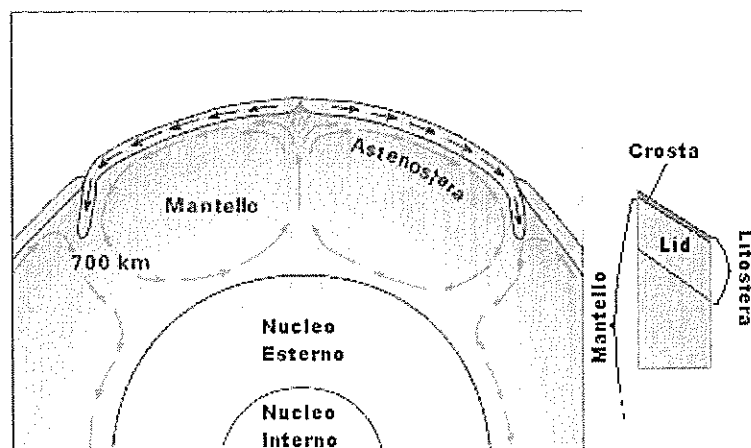 Astenosfera
Mantello
700 km
Nucleo
Esterno
Nucleo
Interno
Crosta
Lid
Litosfera
Mantello